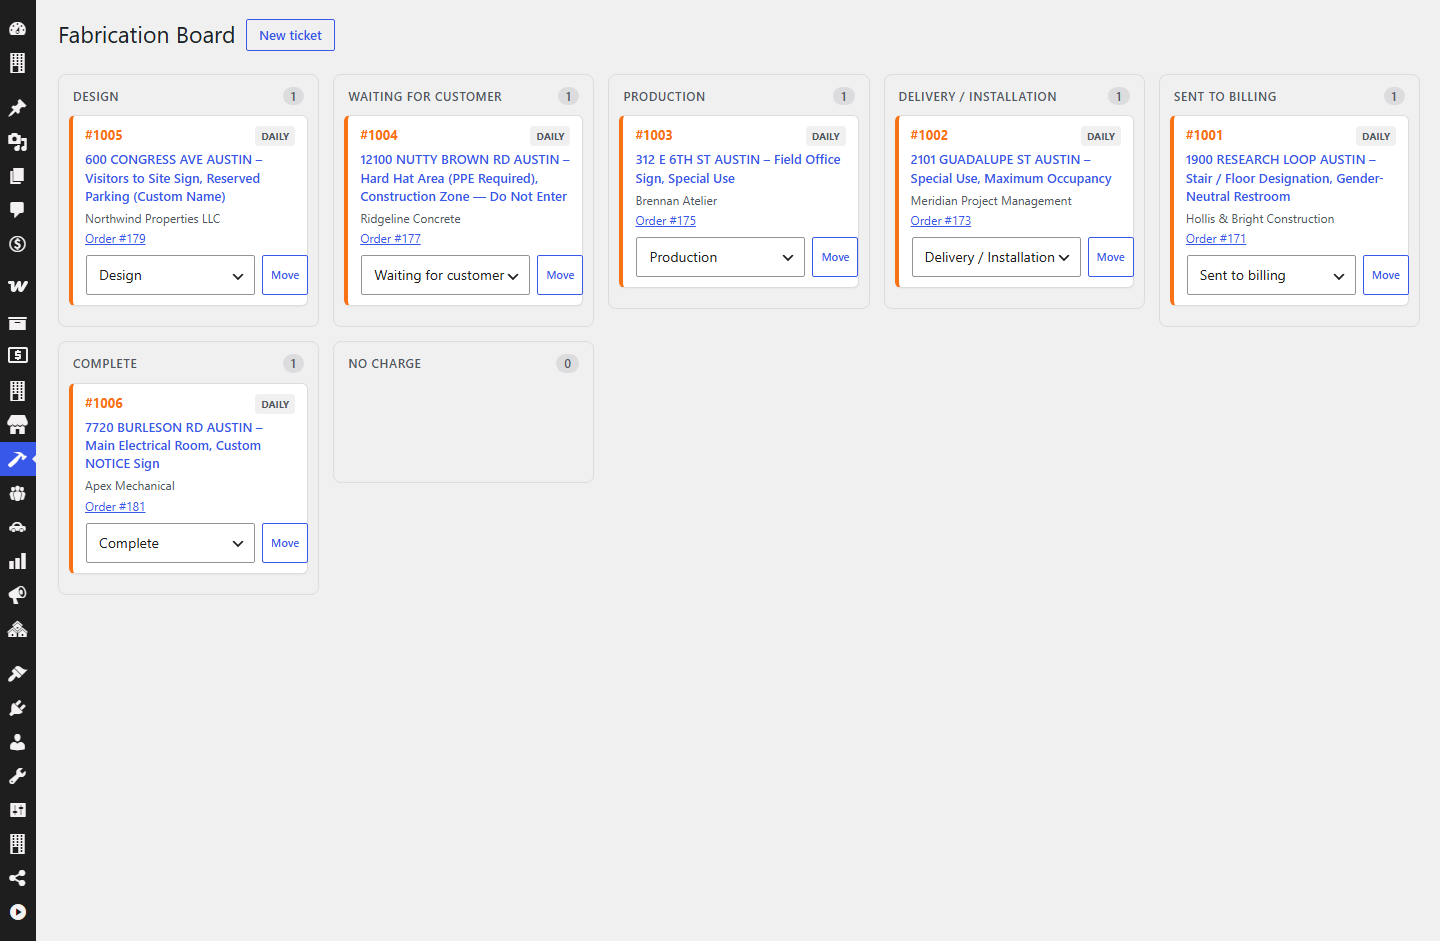 Fabrication Board
New ticket
DESIGN 1
#1005 DAILY
600 CONGRESS AVE AUSTIN –
Visitors to Site Sign, Reserved
Parking (Custom Name)
Northwind Properties LLC
Order #179
Design Move
WAITING FOR CUSTOMER 1
#1004 DAILY
12100 NUTTY BROWN RD AUSTIN –
Hard Hat Area (PPE Required),
Construction Zone — Do Not Enter
Ridgeline Concrete
Order #177
Waiting for customer Move
PRODUCTION 1
#1003 DAILY
312 E 6TH ST AUSTIN – Field Office
Sign, Special Use
Brennan Atelier
Order #175
Production Move
DELIVERY / INSTALLATION 1
#1002 DAILY
2101 GUADALUPE ST AUSTIN –
Special Use, Maximum Occupancy
Meridian Project Management
Order #173
Delivery / Installation Move
SENT TO BILLING 1
#1001 DAILY
1900 RESEARCH LOOP AUSTIN –
Stair / Floor Designation, Gender-
Neutral Restroom
Hollis & Bright Construction
Order #171
Sent to billing Move
COMPLETE 1
#1006 DAILY
7720 BURLESON RD AUSTIN –
Main Electrical Room, Custom
NOTICE Sign
Apex Mechanical
Order #181
Complete Move
NO CHARGE 0